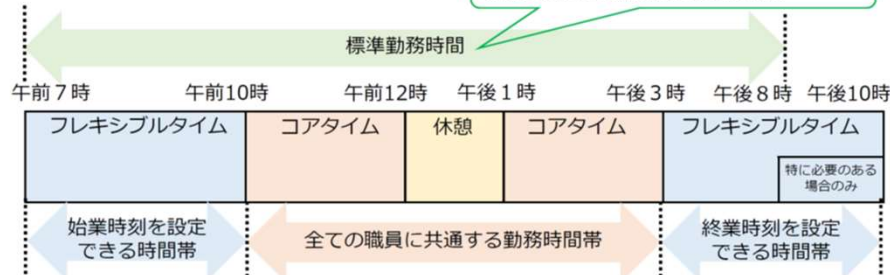 標準勤務時間
午前７時
午前10時
午前12時
午後１時
午後３時
午後８時
午後10時
フレキシブルタイム
コアタイム
休憩
コアタイム
フレキシブルタイム
特に必要のある
場合のみ
始業時刻を設定
できる時間帯
全ての職員に共通する勤務時間帯
終業時刻を設定
できる時間帯